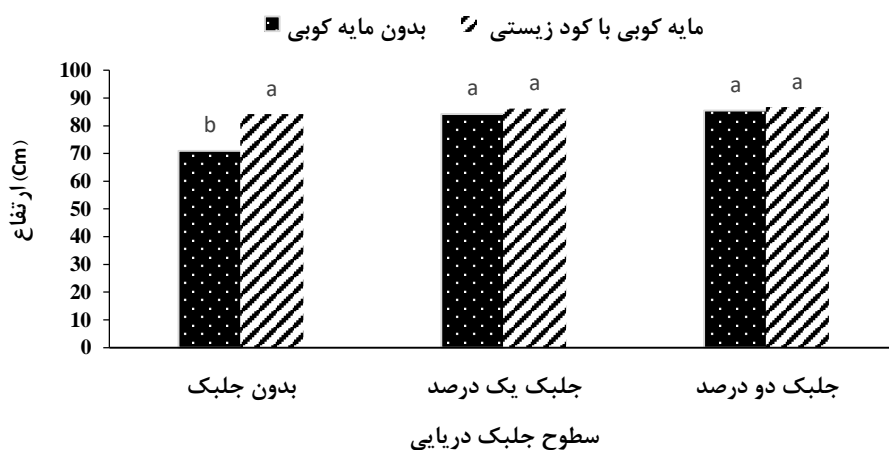 مایه کوبی با کود زیستی بدون مایه کوبی
100
90
80
70
60
50
40
30
20
10
0
ارتفاع (Cm)
b a a a a a
بدون جلبک جلبک یک درصد جلبک دو درصد
سطوح جلبک دریایی